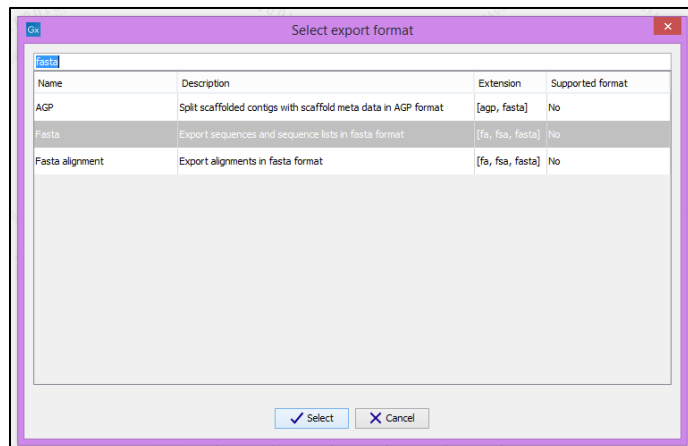 Gx Select export format
fasta
Name Description Extension Supported format
AGP Split scaffolded contigs with scaffold meta data in AGP format [agp, fasta] No
Fasta Export sequences and sequence lists in fasta format [fa, fsa, fasta] No
Fasta alignment Export alignments in fasta format [fa, fsa, fasta] No
Select Cancel